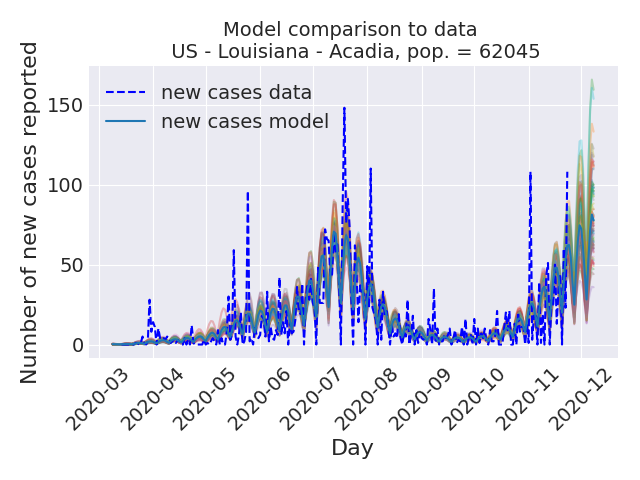 Model comparison to data
US - Louisiana - Acadia, pop. = 62045
Number of new cases reported
150
100
50
0
new cases data
new cases model
2020-03
2020-04
2020-05
2020-06
2020-07
2020-08
2020-09
2020-10
2020-11
2020-12
Day